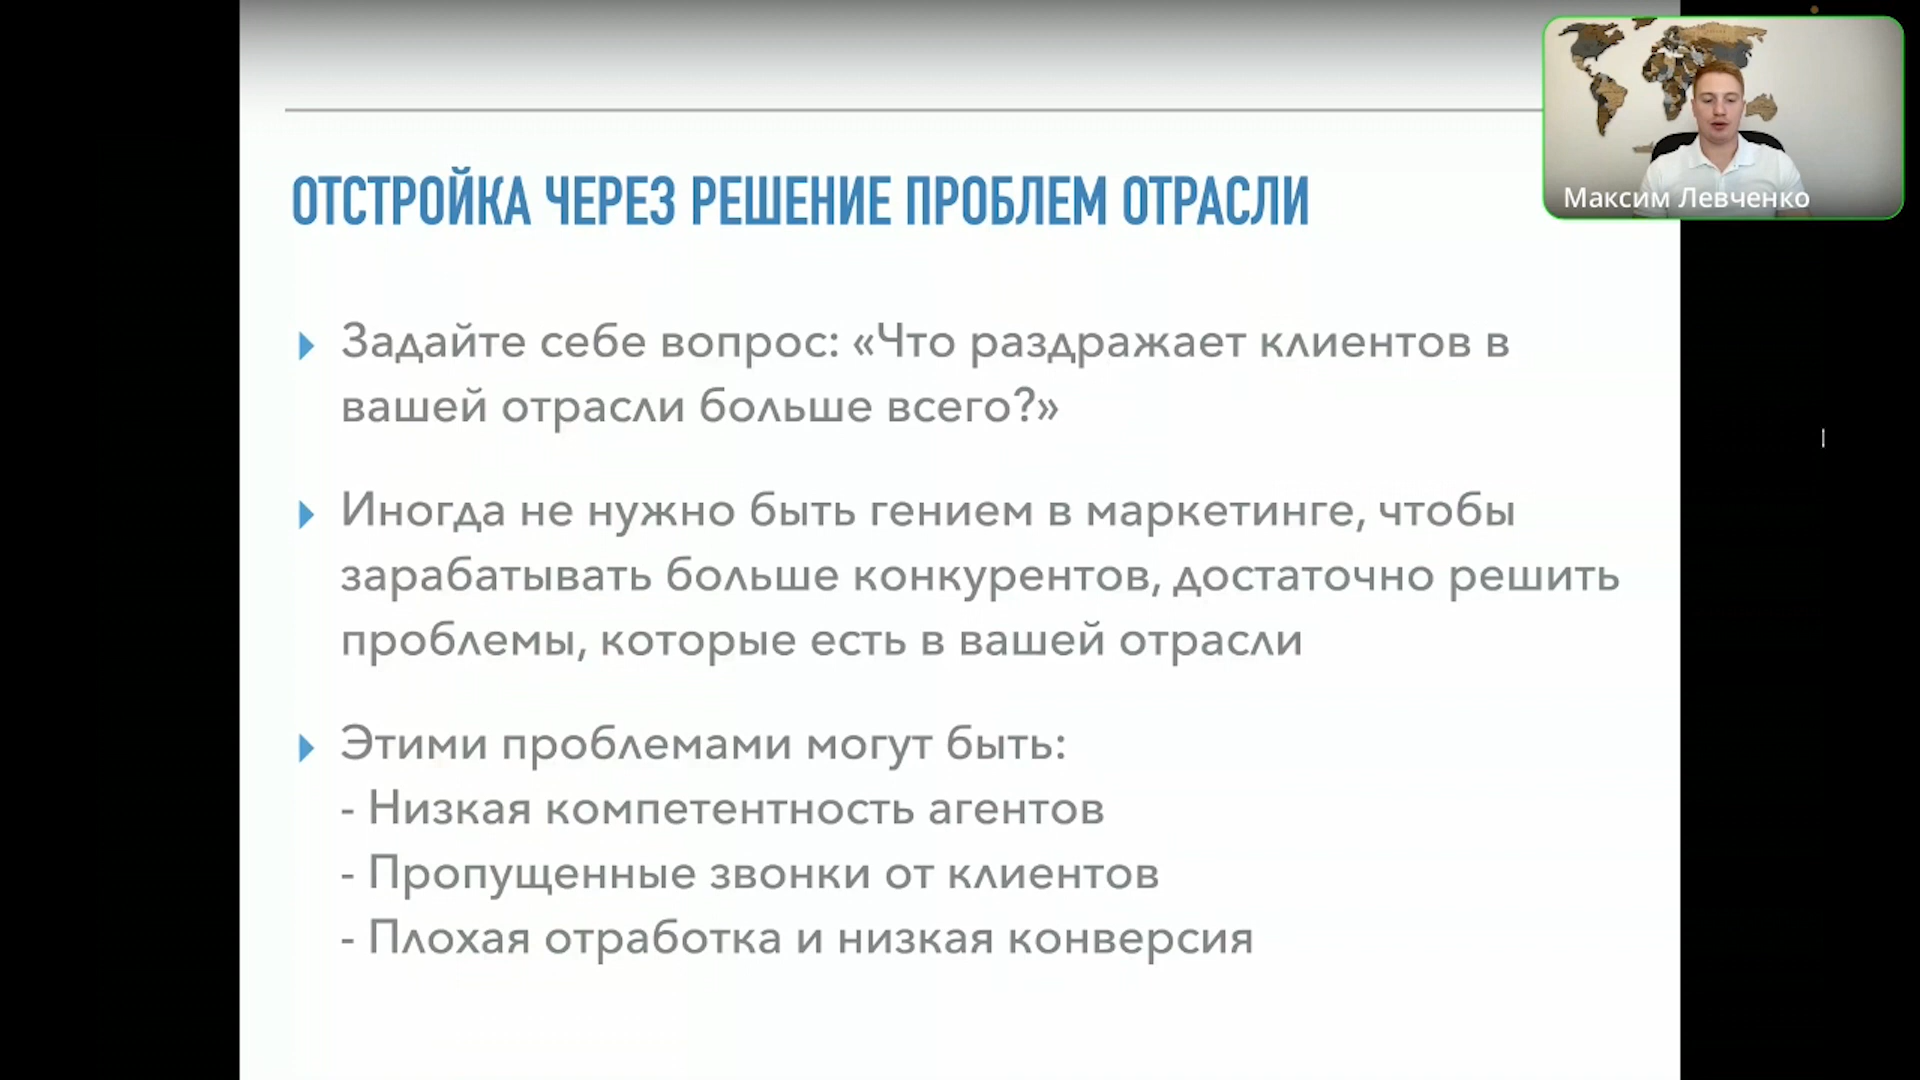 ОТСТРОЙКА ЧЕРЕЗ РЕШЕНИЕ ПРОБЛЕМ ОТРАСЛИ
Максим Левченко
Задайте себе вопрос: «Что раздражает клиентов в
вашей отрасли больше всего?»
Иногда не нужно быть гением в маркетинге, чтобы
зарабатывать больше конкурентов, достаточно решить
проблемы, которые есть в вашей отрасли
Этими проблемами могут быть:
- Низкая компетентность агентов
- Пропущенные звонки от клиентов
- Плохая отработка и низкая конверсия